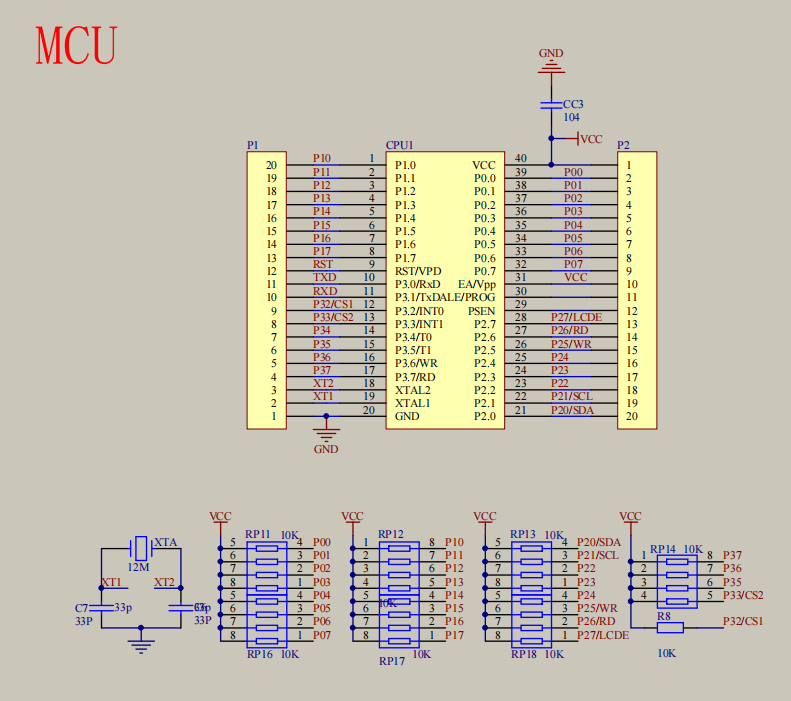 MCU
GND
CC3
104
VCC
P1 CPU1 P2
20 P10 1 P1.0 VCC 40 1
19 P11 2 P1.1 P0.0 39 P00 2
18 P12 3 P1.2 P0.1 38 P01 3
17 P13 4 P1.3 P0.2 37 P02 4
16 P14 5 P1.4 P0.3 36 P03 5
15 P15 6 P1.5 P0.4 35 P04 6
14 P16 7 P1.6 P0.5 34 P05 7
13 P17 8 P1.7 P0.6 33 P06 8
12 RST 9 RST/VPD P0.7 32 P07 9
11 TXD 10 P3.0/RxD EA/Vpp 31 VCC 10
10 RXD 11 P3.1/TxD ALE/PROG 30 11
9 P32/CS1 12 P3.2/INT0 PSEN 29 12
8 P33/CS2 13 P3.3/INT1 P2.7 28 P27/LCDE 13
7 P34 14 P3.4/T0 P2.6 27 P26/RD 14
6 P35 15 P3.5/T1 P2.5 26 P25/WR 15
5 P36 16 P3.6/WR P2.4 25 P24 16
4 P37 17 P3.7/RD P2.3 24 P23 17
3 XT2 18 XTAL2 P2.2 23 P22 18
2 XT1 19 XTAL1 P2.1 22 P21/SCL 19
1 20 GND P2.0 21 P20/SDA 20
GND
XTA
12M
XT1 XT2
C7 33p
33P
33p
33P
VCC
RP11 10K
5 4 P00
6 3 P01
7 2 P02
8 1 P03
5 4 P04
6 3 P05
7 2 P06
8 1 P07
RP16 10K
VCC
RP12
1 8 P10
2 7 P11
3 6 P12
4 5 P13
5 4 P14
10K
6 3 P15
7 2 P16
8 1 P17
RP17 10K
VCC
RP13 10K
5 4 P20/SDA
6 3 P21/SCL
7 2 P22
8 1 P23
5 4 P24
6 3 P25/WR
7 2 P26/RD
8 1 P27/LCDE
RP18 10K
VCC
RP14 10K
1 8 P37
2 7 P36
3 6 P35
4 5 P33/CS2
R8 P32/CS1
10K